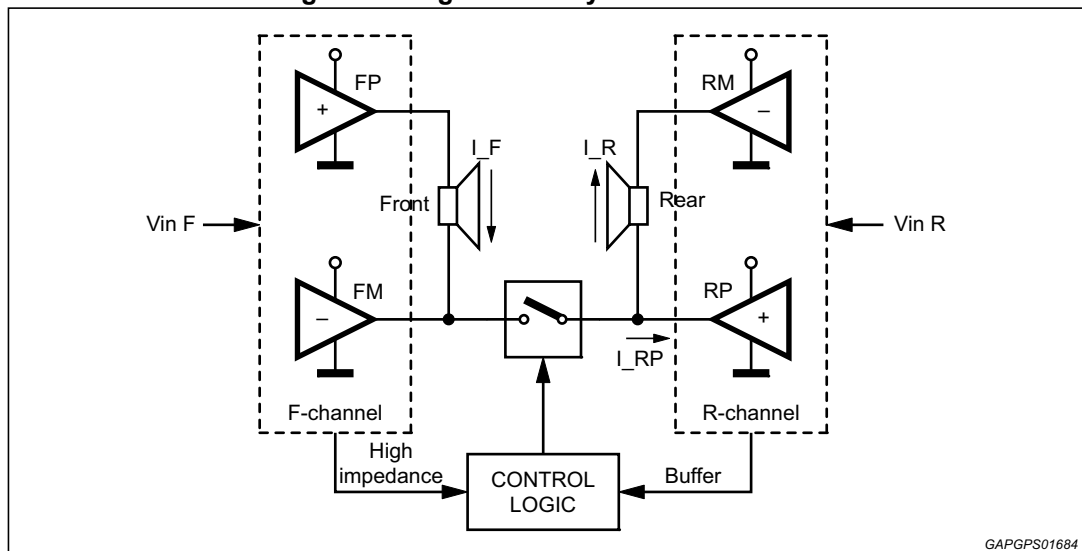 FP
RM
+
–
I_F
I_R
Front
Rear
Vin F
Vin R
FM
RP
–
+
I_RP
F-channel
R-channel
High
impedance
Buffer
CONTROL
LOGIC
GAPGPS01684